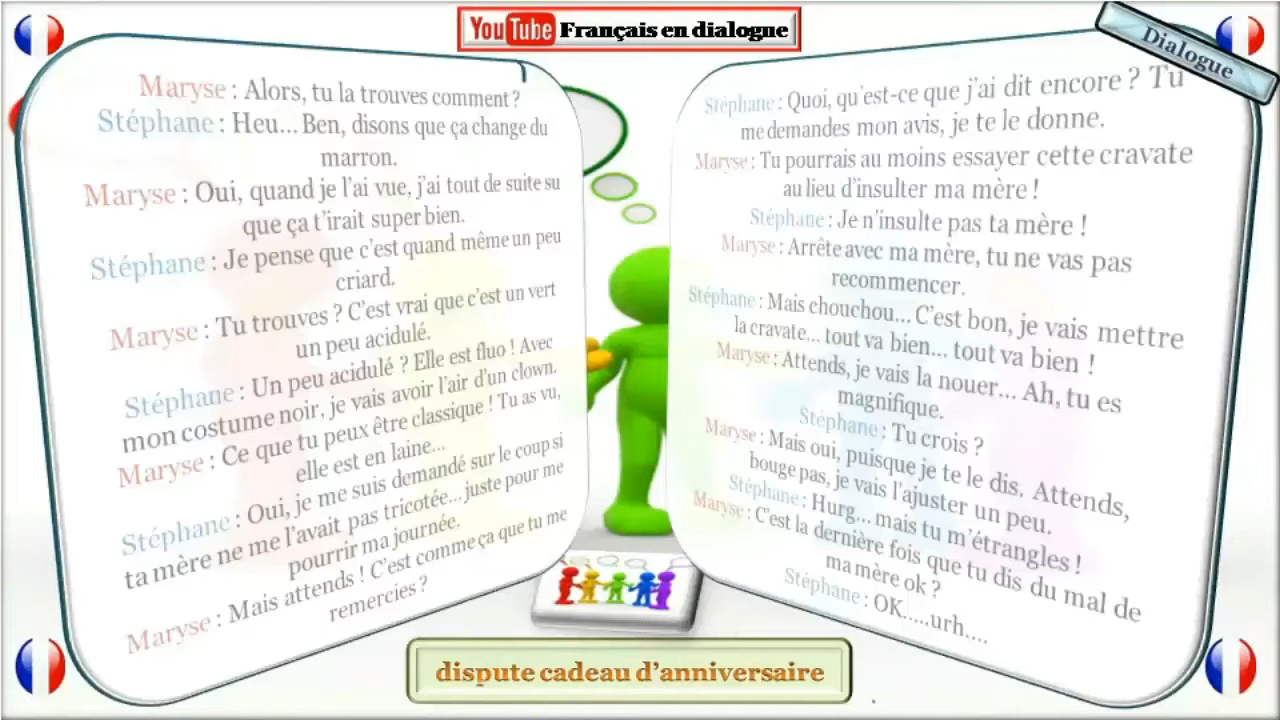 YouTube Français en dialogue
Dialogue
Maryse : Alors, tu la trouves comment ?
Stéphane : Heu... Ben, disons que ça change du
marron.
Maryse : Oui, quand je l'ai vue, j'ai tout de suite su
que ça t'irait super bien.
Stéphane : Je pense que c'est quand même un peu
criard.
Maryse : Tu trouves ? C'est vrai que c'est un vert
un peu acidulé.
Stéphane : Un peu acidulé ? Elle est fluo ! Avec
mon costume noir, je vais avoir l'air d'un clown.
Maryse : Ce que tu peux être classique ! Tu as vu,
elle est en laine...
Stéphane : Oui, je me suis demandé sur le coup si
ta mère ne me l'avait pas tricotée... juste pour me
pourrir ma journée.
Maryse : Mais attends ! C'est comme ça que tu me
remercies ?
Stéphane : Quoi, qu'est-ce que j'ai dit encore ? Tu
me demandes mon avis, je te le donne.
Maryse : Tu pourrais au moins essayer cette cravate
au lieu d'insulter ma mère !
Stéphane : Je n'insulte pas ta mère !
Maryse : Arrête avec ma mère, tu ne vas pas
recommencer.
Stéphane : Mais chouchou... C'est bon, je vais mettre
la cravate... tout va bien... tout va bien !
Maryse : Attends, je vais la nouer... Ah, tu es
magnifique.
Stéphane : Tu crois ?
Maryse : Mais oui, puisque je te le dis. Attends,
bouge pas, je vais l'ajuster un peu.
Stéphane : Hurg... mais tu m'étrangles !
Maryse : C'est la dernière fois que tu dis du mal de
ma mère ok ?
Stéphane : OK.....urh....
dispute cadeau d'anniversaire